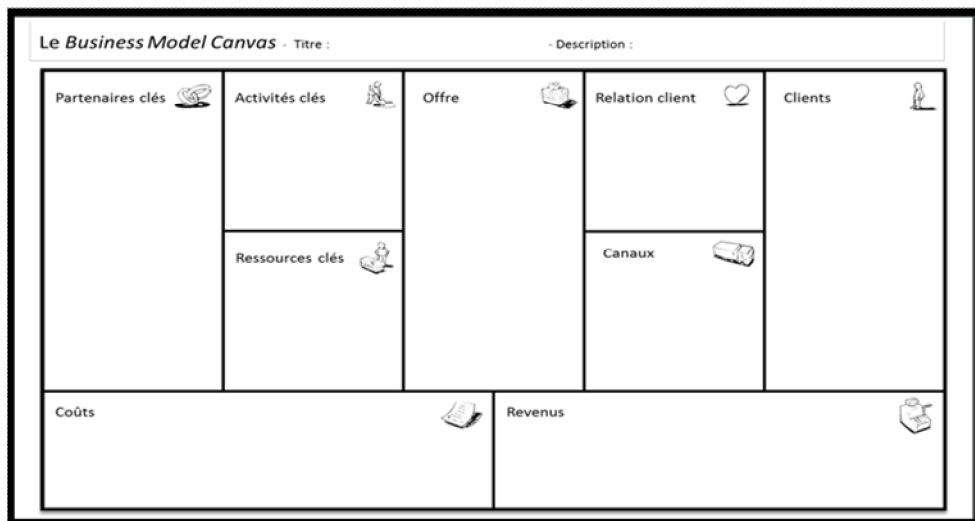 Le Business Model Canvas - Titre : - Description :
Partenaires clés
Activités clés
Offre
Relation client
Clients
Ressources clés
Canaux
Coûts
Revenus